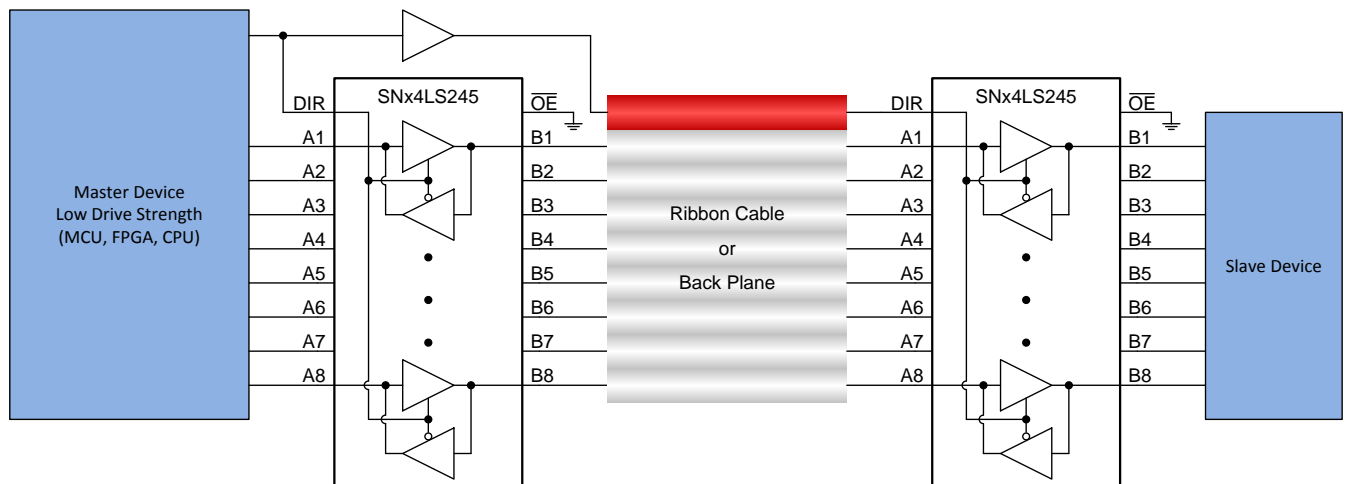 Master Device
Low Drive Strength
(MCU, FPGA, CPU)
SNx4LS245
DIR
A1
A2
A3
A4
A5
A6
A7
A8
OE
B1
B2
B3
B4
B5
B6
B7
B8
Ribbon Cable
or
Back Plane
SNx4LS245
DIR
A1
A2
A3
A4
A5
A6
A7
A8
OE
B1
B2
B3
B4
B5
B6
B7
B8
Slave Device